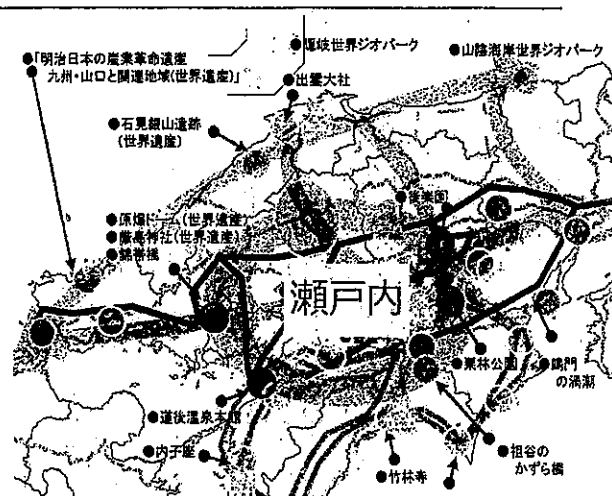 ●「明治日本の産業革命遺産
九州・山口と関連地域(世界遺産)」
●隠岐世界ジオパーク
●山陰海岸世界ジオパーク
●出雲大社
●石見銀山遺跡
(世界遺産)
●後楽園
●原爆ドーム(世界遺産)
●厳島神社(世界遺産)
●錦帯橋
瀬戸内
●栗林公園
●鳴門
の渦潮
●道後温泉本館
●内子座
●竹林寺
●祖谷の
かずら橋